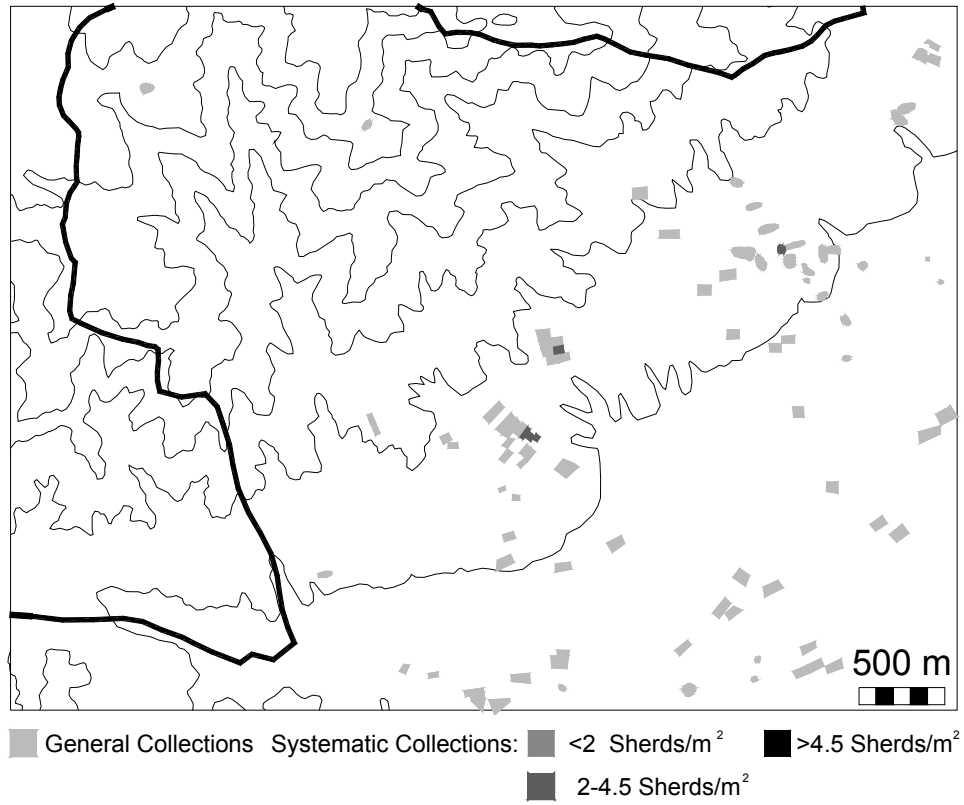 500 m
General Collections Systematic Collections: <2 Sherds/m² >4.5 Sherds/m²
2-4.5 Sherds/m²